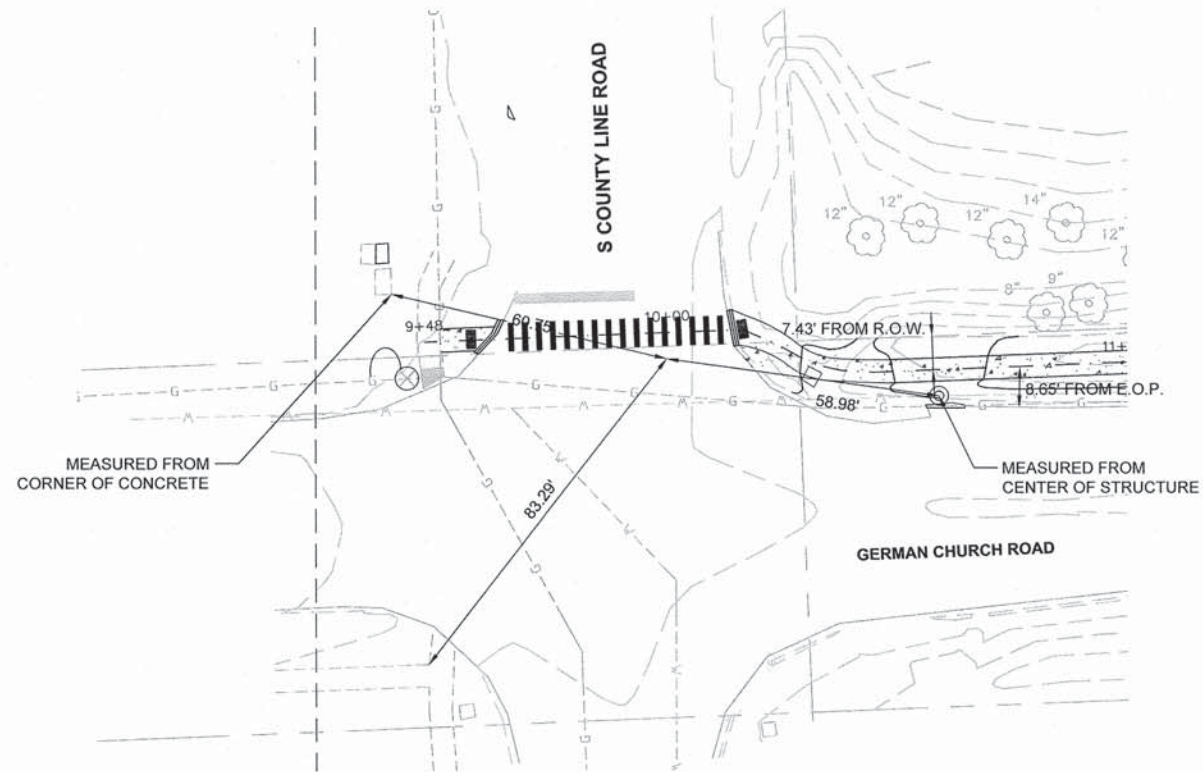 S COUNTY LINE ROAD
G
G
G
12"
12"
12"
14"
12"
8"
9"
9+48
60.75'
10+00
7.43' FROM R.O.W.
11+
8.65' FROM E.O.P.
58.98'
G
G
G
G
G
G
G
G
G
MEASURED FROM
CORNER OF CONCRETE
MEASURED FROM
CENTER OF STRUCTURE
83.29'
GERMAN CHURCH ROAD
G
G
G
W
W
W
W